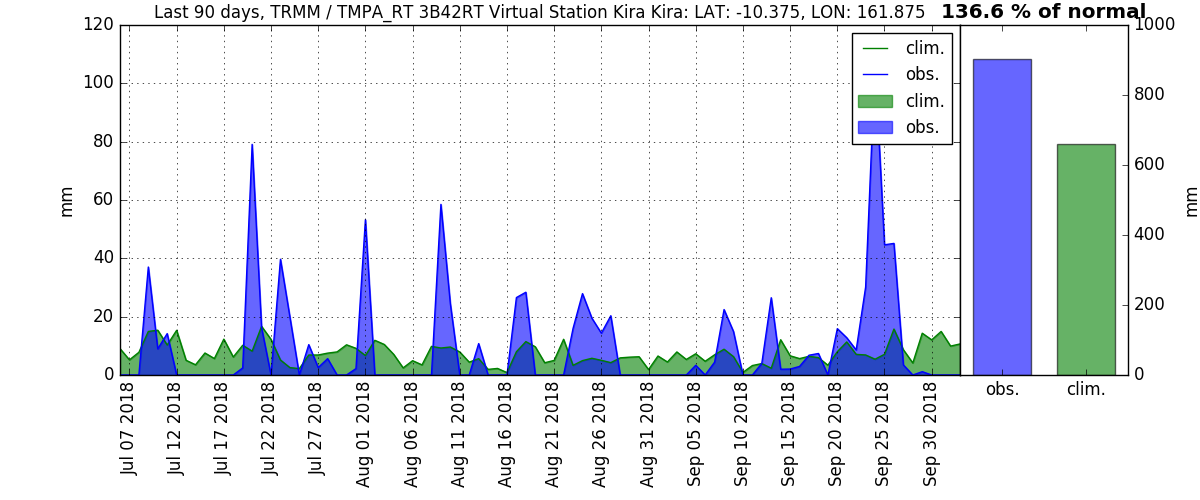 Last 90 days, TRMM / TMPA_RT 3B42RT Virtual Station Kira Kira: LAT: -10.375, LON: 161.875 136.6 % of normal
120
100
80
60
40
20
0
mm
clim.
obs.
clim.
obs.
1000
800
600
400
200
0
mm
obs. clim.
Jul 07 2018
Jul 12 2018
Jul 17 2018
Jul 22 2018
Jul 27 2018
Aug 01 2018
Aug 06 2018
Aug 11 2018
Aug 16 2018
Aug 21 2018
Aug 26 2018
Aug 31 2018
Sep 05 2018
Sep 10 2018
Sep 15 2018
Sep 20 2018
Sep 25 2018
Sep 30 2018